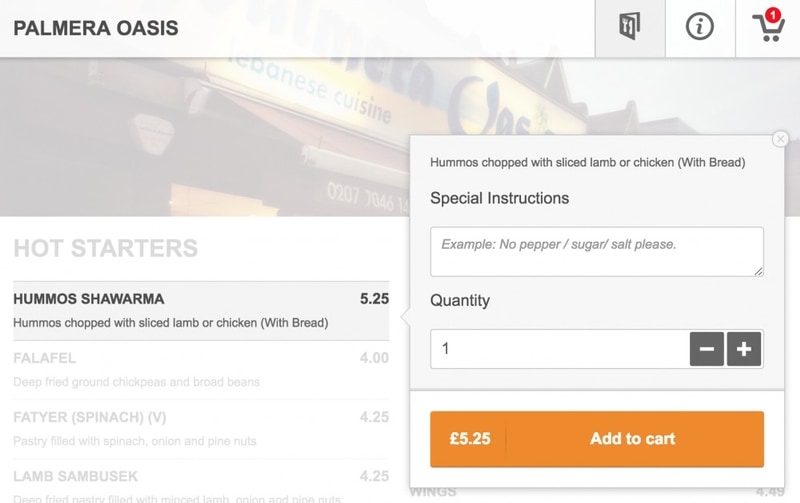 PALMERA OASIS
1
Palmera Oasis
lebanese cuisine
0207 7046 1
HOT STARTERS
HUMMOS SHAWARMA 5.25
Hummos chopped with sliced lamb or chicken (With Bread)
FALAFEL 4.00
Deep fried ground chickpeas and broad beans
FATYER (SPINACH) (V) 4.25
Pastry filled with spinach, onion and pine nuts
LAMB SAMBUSEK 4.25
Deep fried pastry filled with minced lamb, onion and pine nuts
Hummos chopped with sliced lamb or chicken (With Bread)
Special Instructions
Example: No pepper / sugar/ salt please.
Quantity
1
£5.25 Add to cart
WINGS 4.49